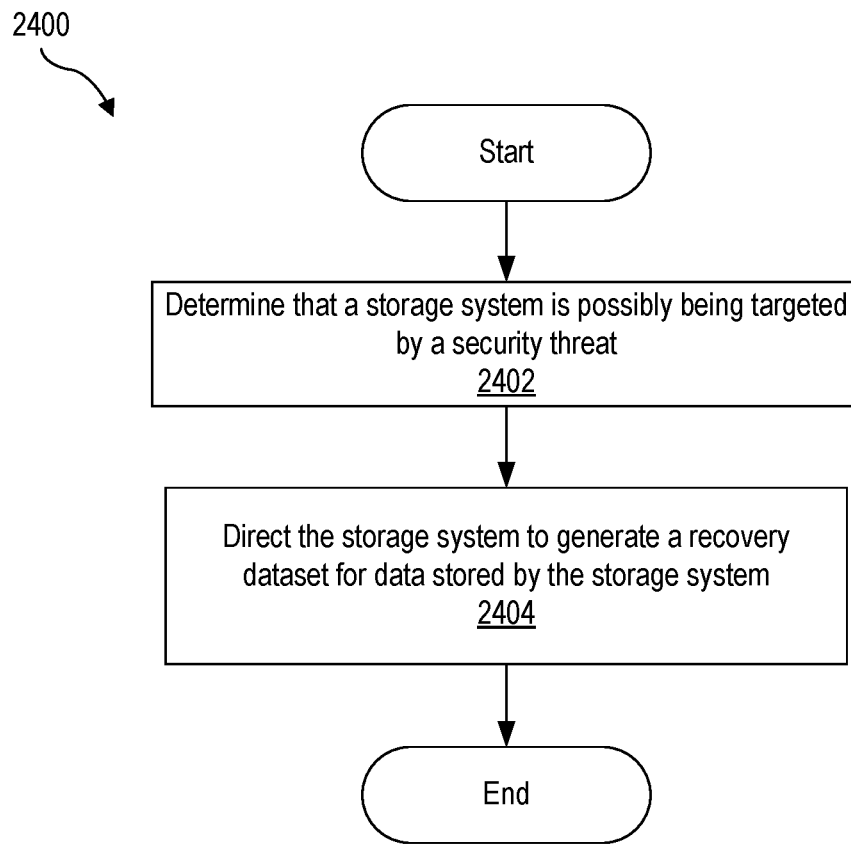 2400
Start
Determine that a storage system is possibly being targeted
by a security threat
2402
Direct the storage system to generate a recovery
dataset for data stored by the storage system
2404
End